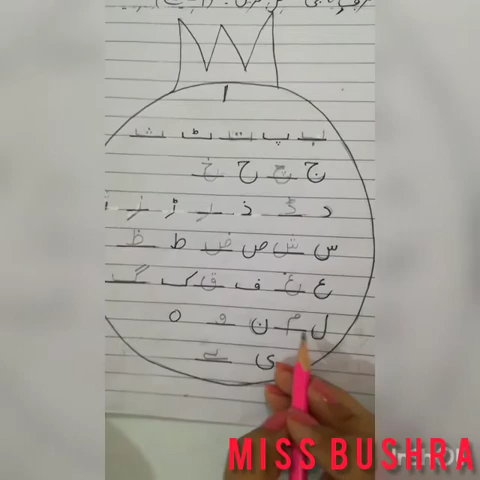 ا
ب پ ت ٹ ث
ج چ ح خ
د ڈ ذ ر ڑ ز
س ش ص ض ط ظ
ع غ ف ق ک گ
ل م ن و ہ
ی ے
MISS BUSHRA